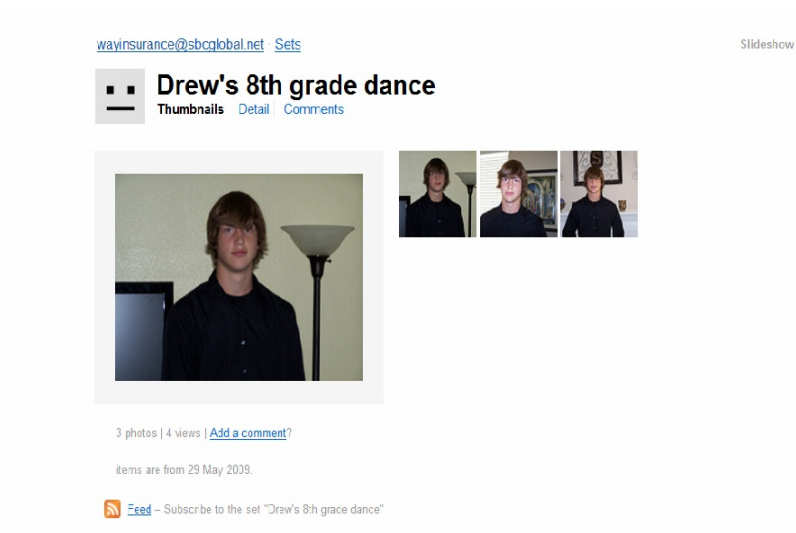 wayinsurance@sbcglobal.net Sets
Slideshow
Drew's 8th grade dance
Thumbnails Detail Comments
S
3 photos | 4 views | Add a comment?
items are from 29 May 2009.
Feed – Subscribe to the set "Drew's 8th grade dance"